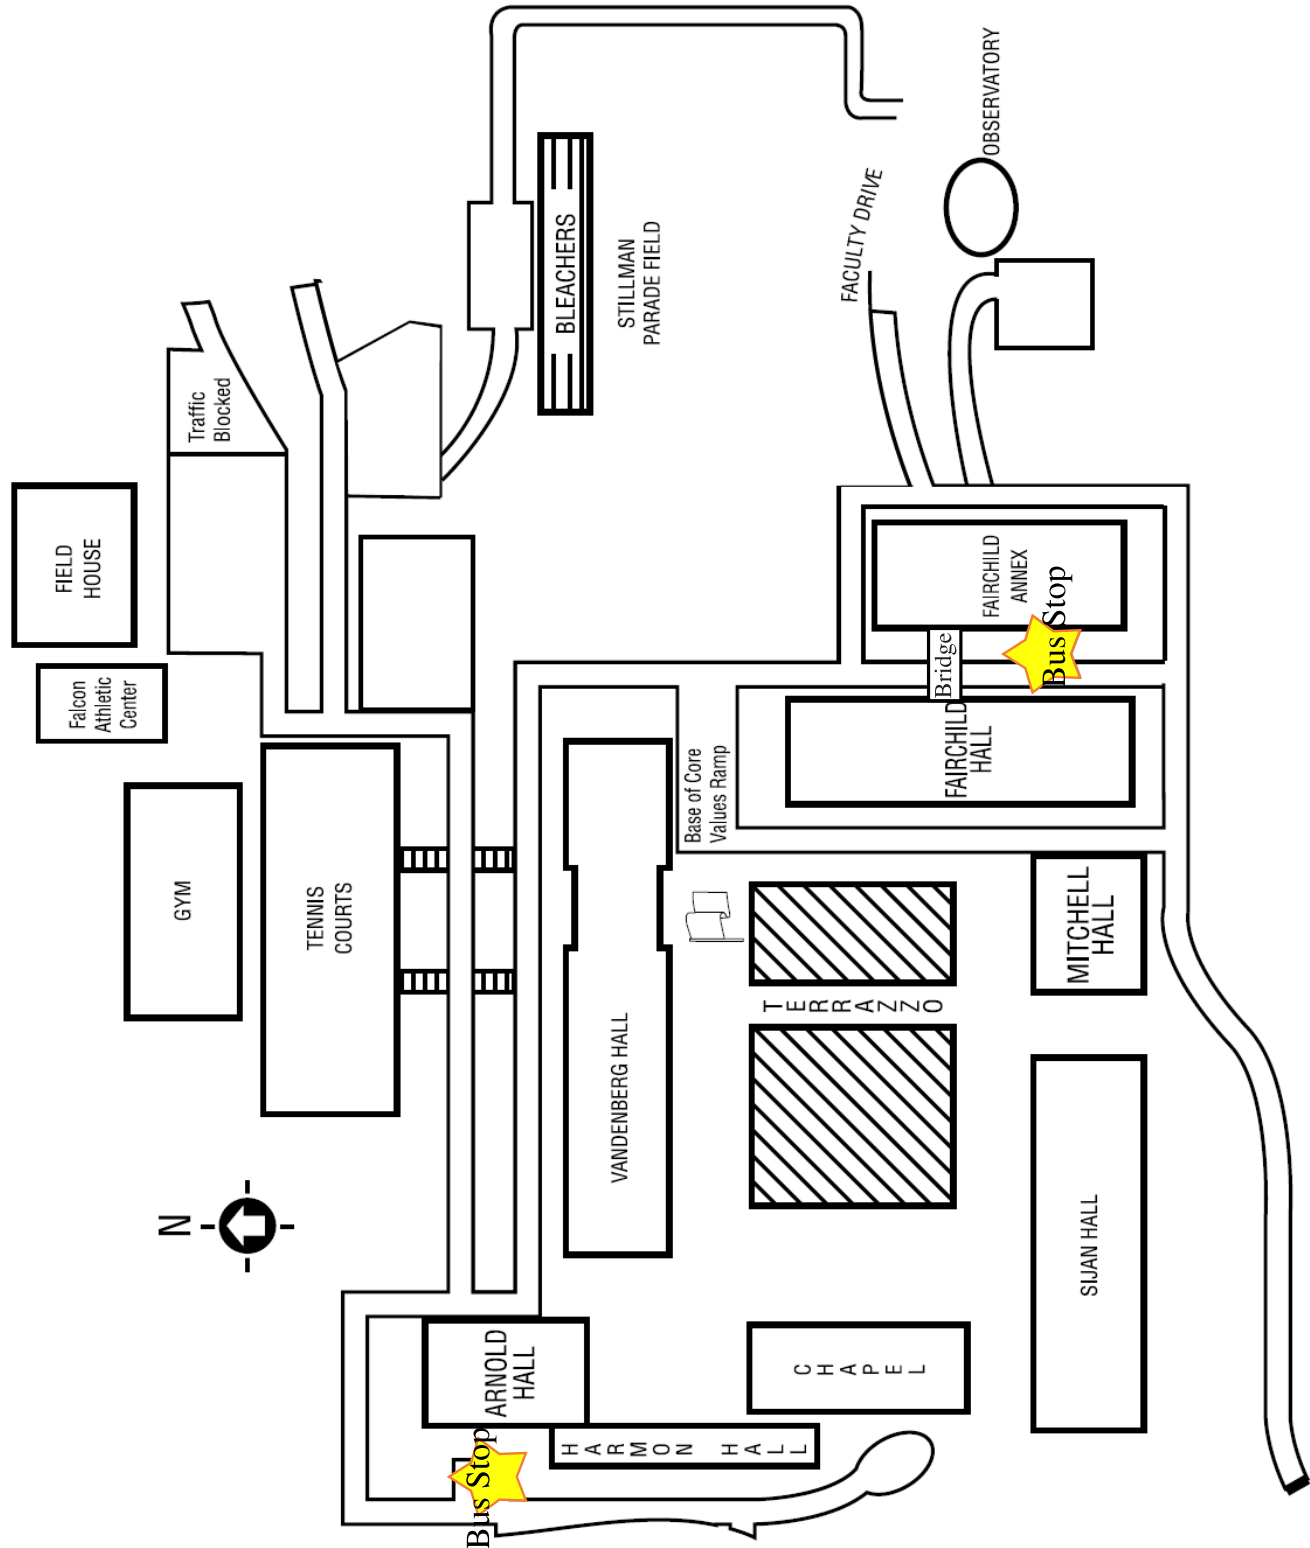 OBSERVATORY
FACULTY DRIVE
BLEACHERS
STILLMAN
PARADE FIELD
Traffic
Blocked
FIELD
HOUSE
Falcon
Athletic
Center
FAIRCHILD
ANNEX
Bus Stop
Bridge
FAIRCHILD
HALL
Base of Core
Values Ramp
GYM
TENNIS
COURTS
MITCHELL
HALL
TERRAZZO
VANDENBERG HALL
N
SIJAN HALL
ARNOLD
HALL
CHAPEL
HARMON HALL
Bus Stop